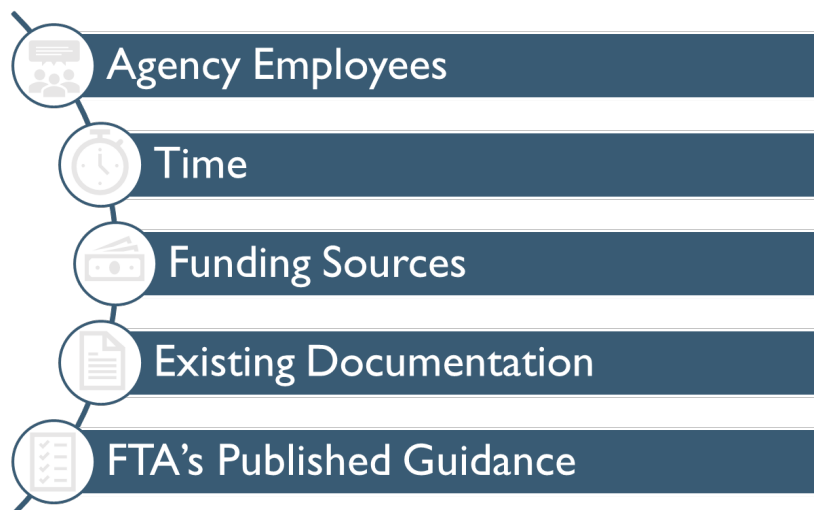 Agency Employees
Time
Funding Sources
Existing Documentation
FTA’s Published Guidance